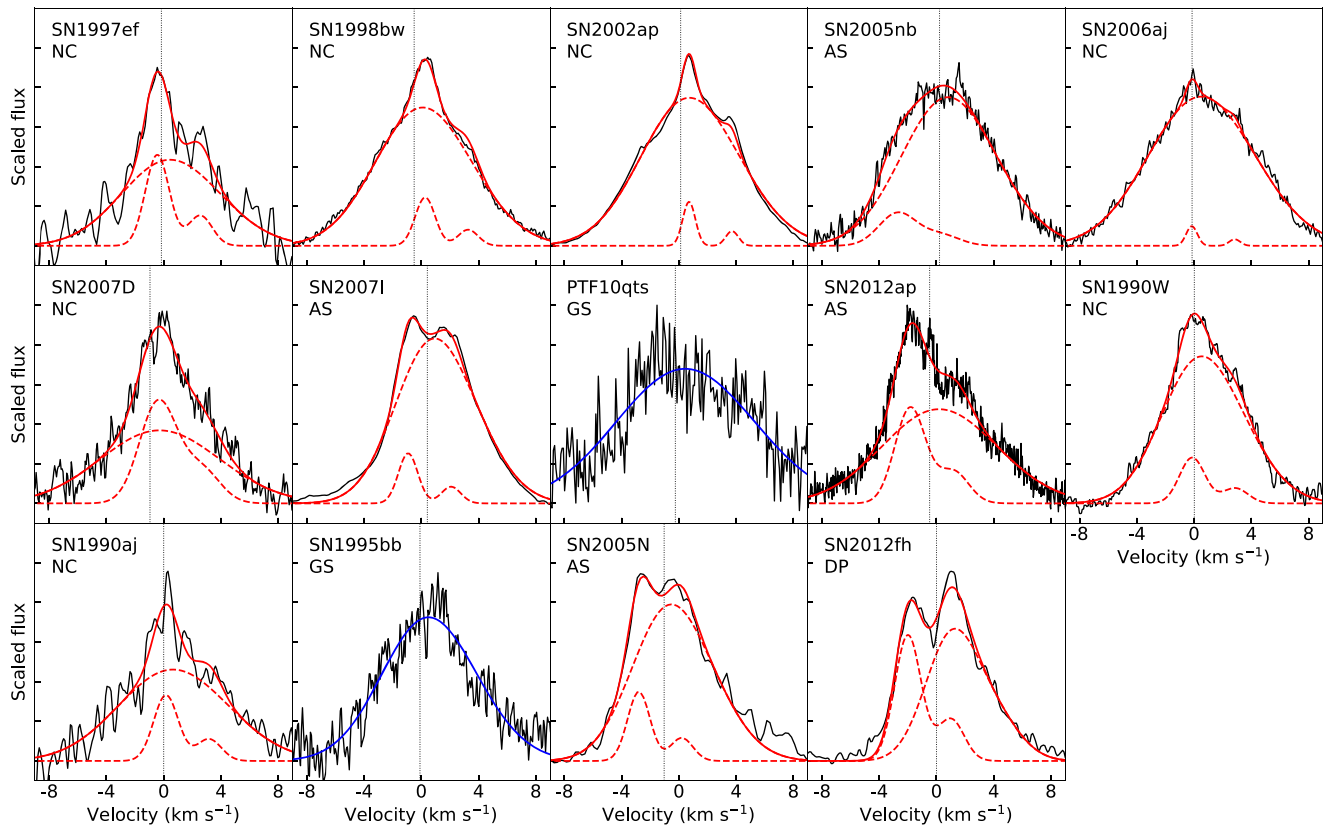 SN1997ef
NC
SN1998bw
NC
SN2002ap
NC
SN2005nb
AS
SN2006aj
NC
Scaled flux
SN2007D
NC
SN2007I
AS
PTF10qts
GS
SN2012ap
AS
SN1990W
NC
Scaled flux
-8 -4 0 4 8
Velocity (km s⁻¹)
SN1990aj
NC
SN1995bb
GS
SN2005N
AS
SN2012fh
DP
Scaled flux
-8 -4 0 4 8
-8 -4 0 4 8
-8 -4 0 4 8
-8 -4 0 4 8
Velocity (km s⁻¹)
Velocity (km s⁻¹)
Velocity (km s⁻¹)
Velocity (km s⁻¹)